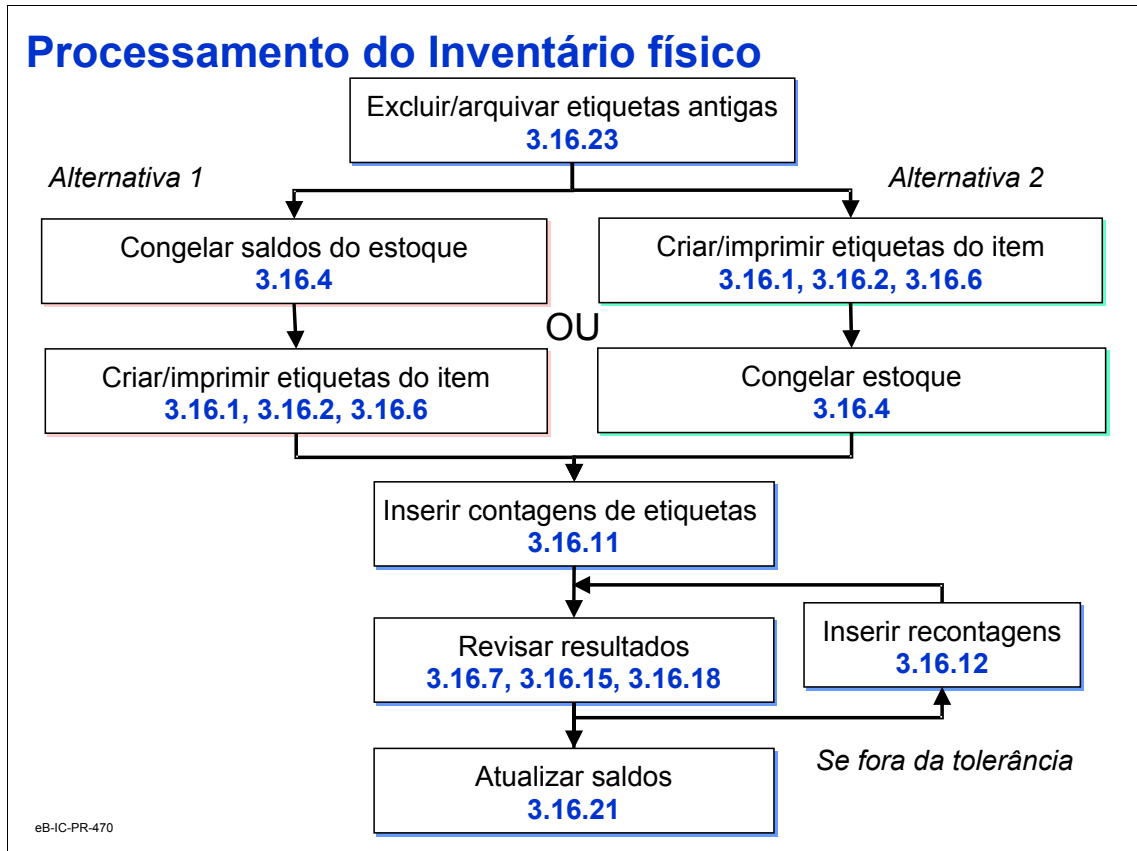 Processamento do Inventário físico
Excluir/arquivar etiquetas antigas
3.16.23
Alternativa 1
Alternativa 2
Congelar saldos do estoque
3.16.4
Criar/imprimir etiquetas do item
3.16.1, 3.16.2, 3.16.6
OU
Criar/imprimir etiquetas do item
3.16.1, 3.16.2, 3.16.6
Congelar estoque
3.16.4
Inserir contagens de etiquetas
3.16.11
Revisar resultados
3.16.7, 3.16.15, 3.16.18
Inserir recontagens
3.16.12
Se fora da tolerância
Atualizar saldos
3.16.21
eB-IC-PR-470